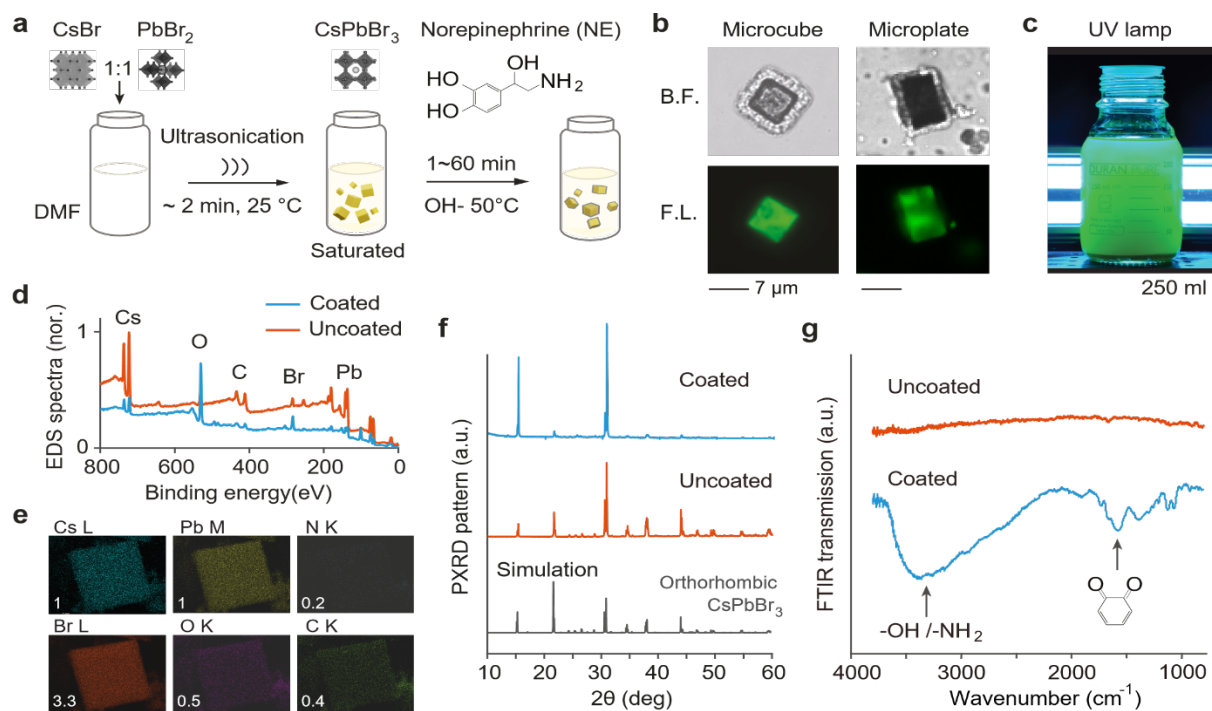 a
CsBr
PbBr2
CsPbBr3
Norepinephrine (NE)
1:1
OH
HO
NH2
HO
Ultrasonication
~ 2 min, 25 °C
DMF
Saturated
1~60 min
OH- 50°C
b
Microcube
Microplate
B.F.
F.L.
7 µm
c
UV lamp
250 ml
d
Coated
Uncoated
Cs
O
C
Br
Pb
1
0
EDS spectra (nor.)
800 600 400 200 0
Binding energy(eV)
e
Cs L
Pb M
N K
1
1
0.2
Br L
O K
C K
3.3
0.5
0.4
f
Coated
Uncoated
Simulation
Orthorhombic
CsPbBr3
PXRD pattern (a.u.)
10 20 30 40 50 60
2θ (deg)
g
Uncoated
Coated
O
O
-OH /-NH2
FTIR transmission (a.u.)
4000 3000 2000 1000
Wavenumber (cm-1)